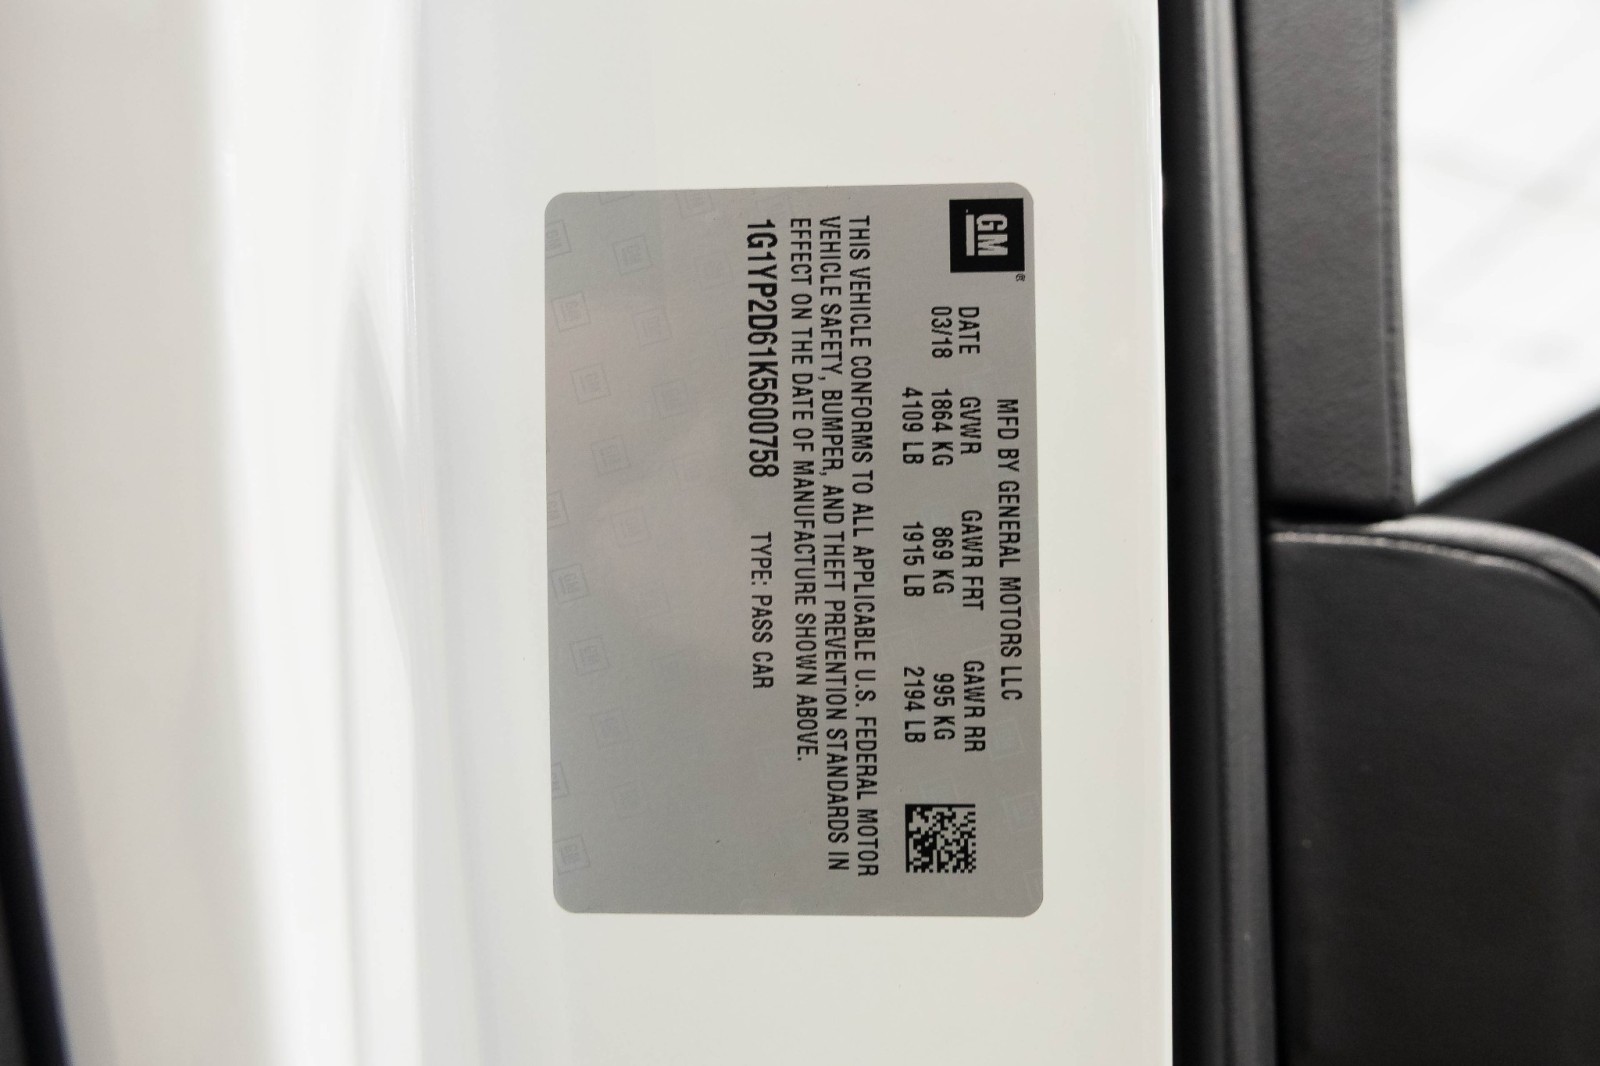 GM ®
MFD BY GENERAL MOTORS LLC
DATE GVWR GAWR FRT GAWR RR
03/18 1864 KG 869 KG 995 KG
4109 LB 1915 LB 2194 LB
THIS VEHICLE CONFORMS TO ALL APPLICABLE U.S. FEDERAL MOTOR
VEHICLE SAFETY, BUMPER, AND THEFT PREVENTION STANDARDS IN
EFFECT ON THE DATE OF MANUFACTURE SHOWN ABOVE.
1G1YP2D61K5600758 TYPE: PASS CAR